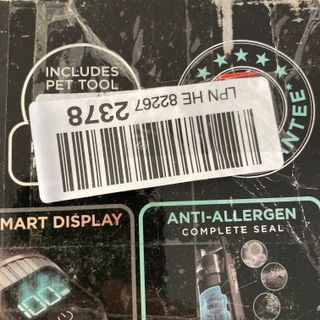 INCLUDES
PET TOOL
LPN HE 82267 2378
ANTEE*
MART DISPLAY
ANTI-ALLERGEN
COMPLETE SEAL